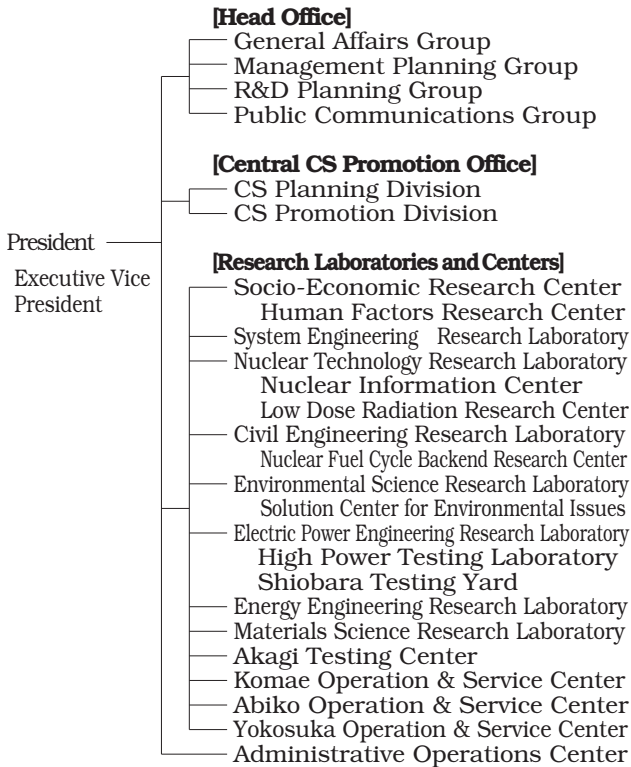 [Head Office]
General Affairs Group
Management Planning Group
R&D Planning Group
Public Communications Group
[Central CS Promotion Office]
CS Planning Division
CS Promotion Division
President
Executive Vice
President
[Research Laboratories and Centers]
Socio-Economic Research Center
Human Factors Research Center
System Engineering Research Laboratory
Nuclear Technology Research Laboratory
Nuclear Information Center
Low Dose Radiation Research Center
Civil Engineering Research Laboratory
Nuclear Fuel Cycle Backend Research Center
Environmental Science Research Laboratory
Solution Center for Environmental Issues
Electric Power Engineering Research Laboratory
High Power Testing Laboratory
Shiobara Testing Yard
Energy Engineering Research Laboratory
Materials Science Research Laboratory
Akagi Testing Center
Komae Operation & Service Center
Abiko Operation & Service Center
Yokosuka Operation & Service Center
Administrative Operations Center